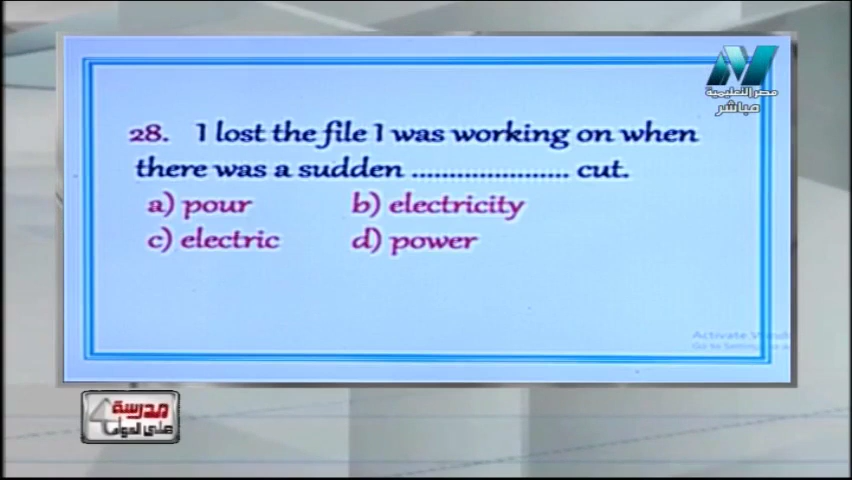 مصر التعليمية
مباشر
28. I lost the file I was working on when
there was a sudden ..................... cut.
a) pour b) electricity
c) electric d) power
مدرسة
على الهواء